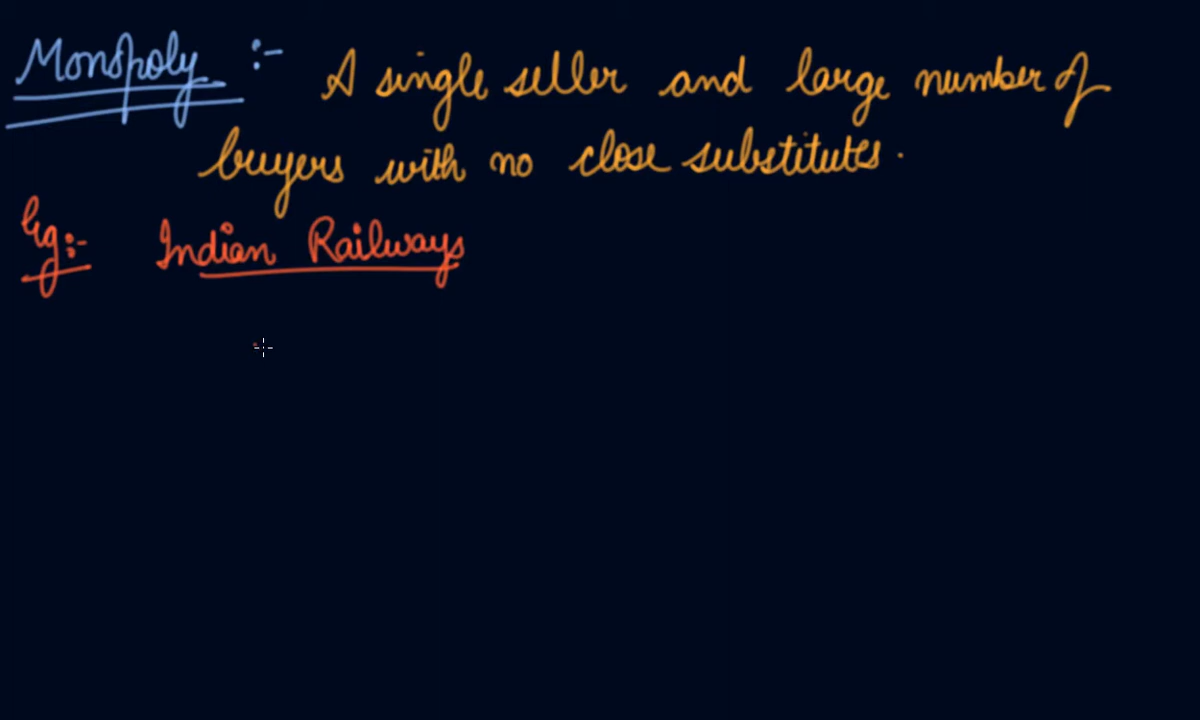 Monopoly :- A single seller and large number of
buyers with no close substitutes.
Eg:- Indian Railways